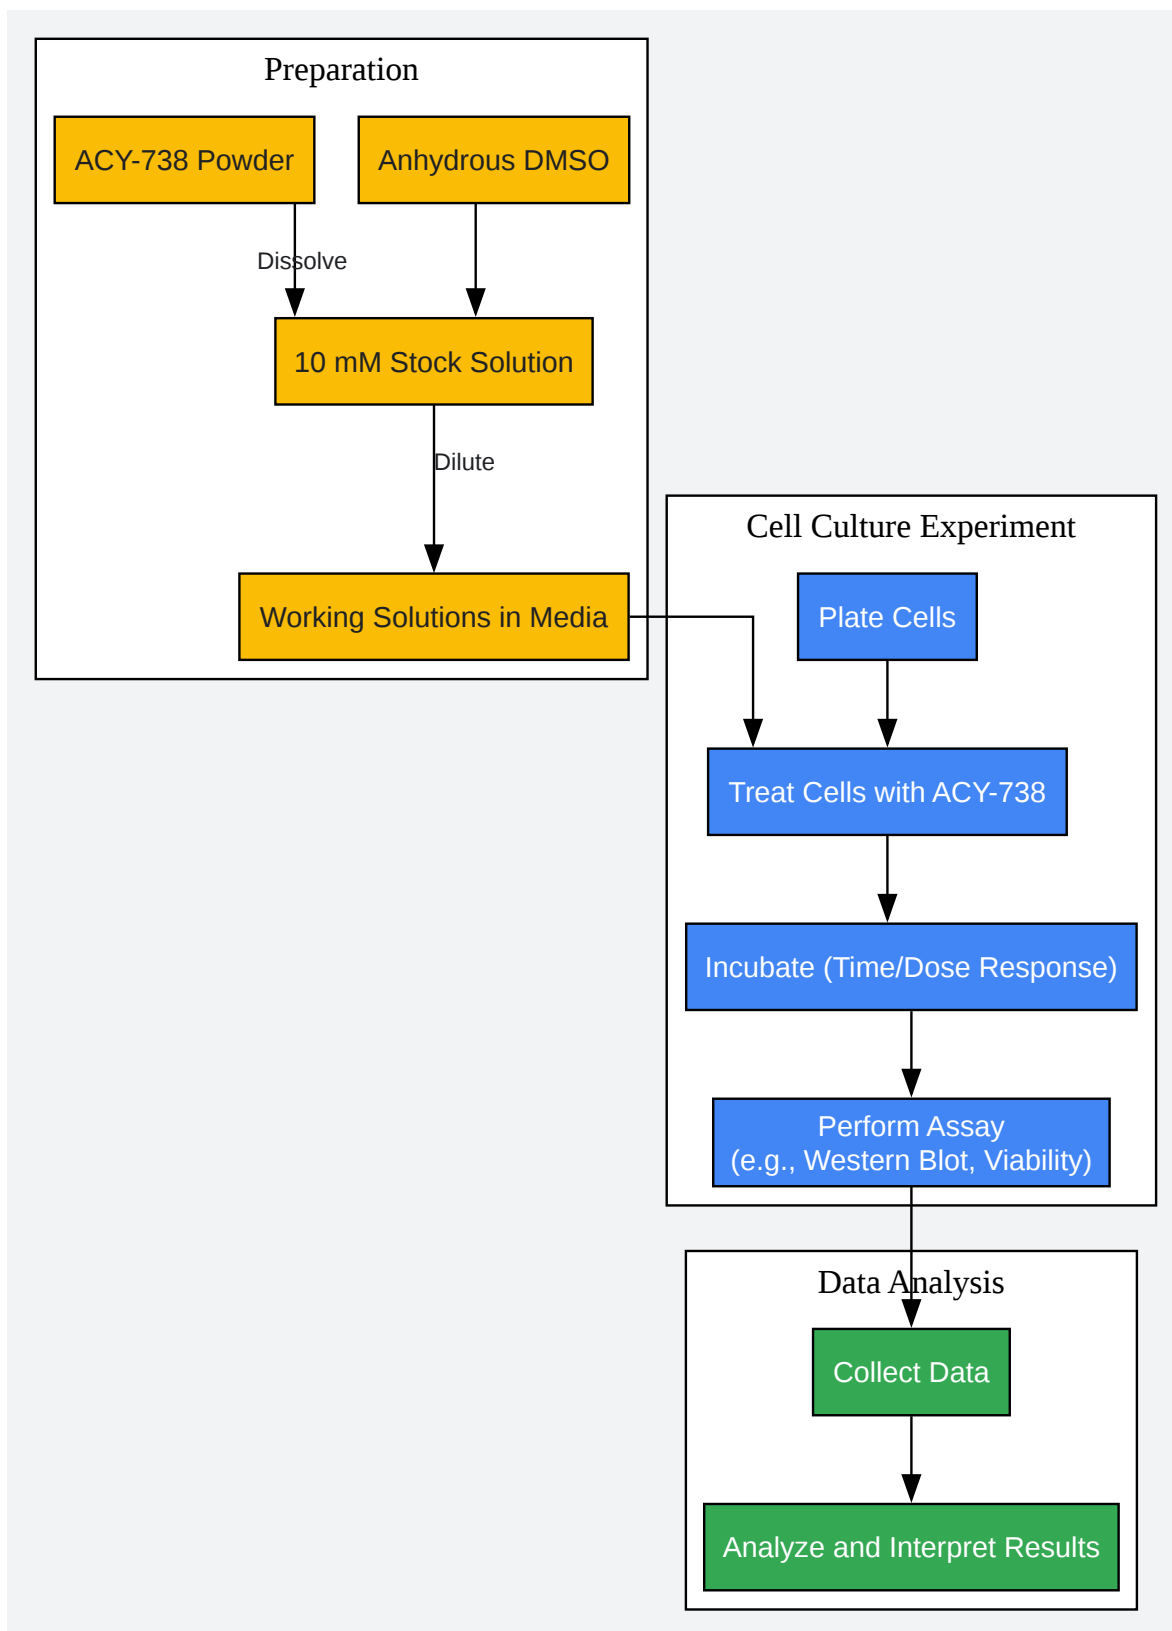 Preparation
ACY-738 Powder
Anhydrous DMSO
Dissolve
10 mM Stock Solution
Dilute
Working Solutions in Media
Cell Culture Experiment
Plate Cells
Treat Cells with ACY-738
Incubate (Time/Dose Response)
Perform Assay
(e.g., Western Blot, Viability)
Data Analysis
Collect Data
Analyze and Interpret Results